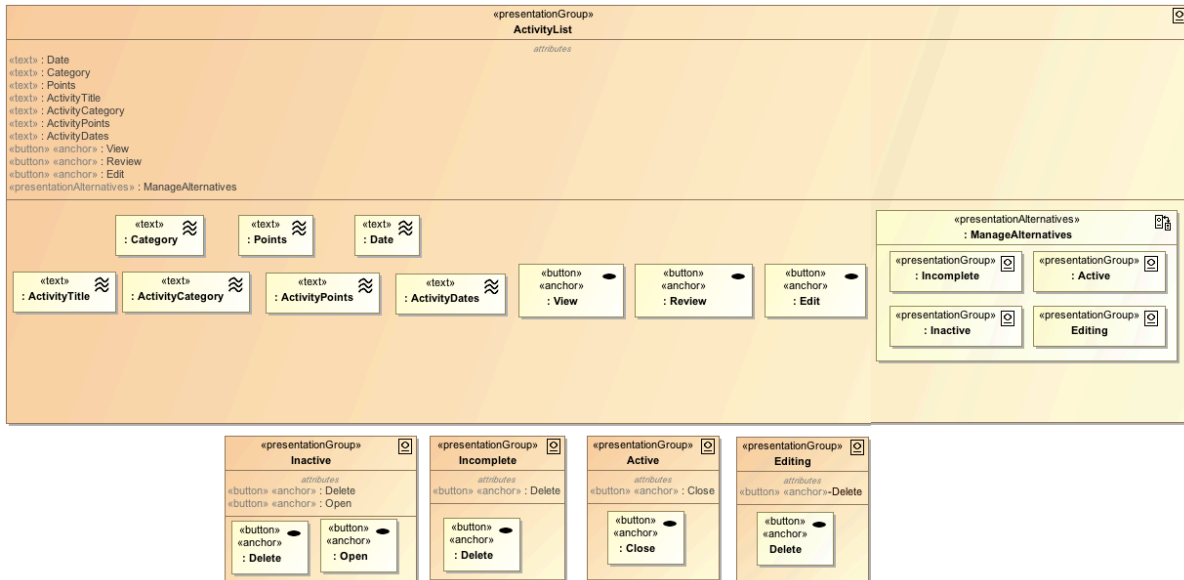 «presentationGroup»
ActivityList
attributes
«text» : Date
«text» : Category
«text» : Points
«text» : ActivityTitle
«text» : ActivityCategory
«text» : ActivityPoints
«text» : ActivityDates
«button» «anchor» : View
«button» «anchor» : Review
«button» «anchor» : Edit
«presentationAlternatives» : ManageAlternatives
«text»
: Category
«text»
: Points
«text»
: Date
«text»
: ActivityTitle
«text»
: ActivityCategory
«text»
: ActivityPoints
«text»
: ActivityDates
«button»
«anchor»
: View
«button»
«anchor»
: Review
«button»
«anchor»
: Edit
«presentationAlternatives»
: ManageAlternatives
«presentationGroup»
: Incomplete
«presentationGroup»
: Active
«presentationGroup»
: Inactive
«presentationGroup»
Editing
«presentationGroup»
Inactive
attributes
«button» «anchor» : Delete
«button» «anchor» : Open
«button»
«anchor»
: Delete
«button»
«anchor»
: Open
«presentationGroup»
Incomplete
attributes
«button» «anchor» : Delete
«button»
«anchor»
: Delete
«presentationGroup»
Active
attributes
«button» «anchor» : Close
«button»
«anchor»
: Close
«presentationGroup»
Editing
attributes
«button» «anchor»-Delete
«button»
«anchor»
Delete